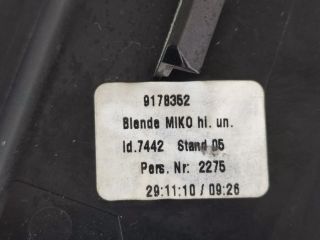 9178352
Blende MIKO hi. un.
Id.7442 Stand 05
Pers. Nr: 2275
29:11:10 / 09:26